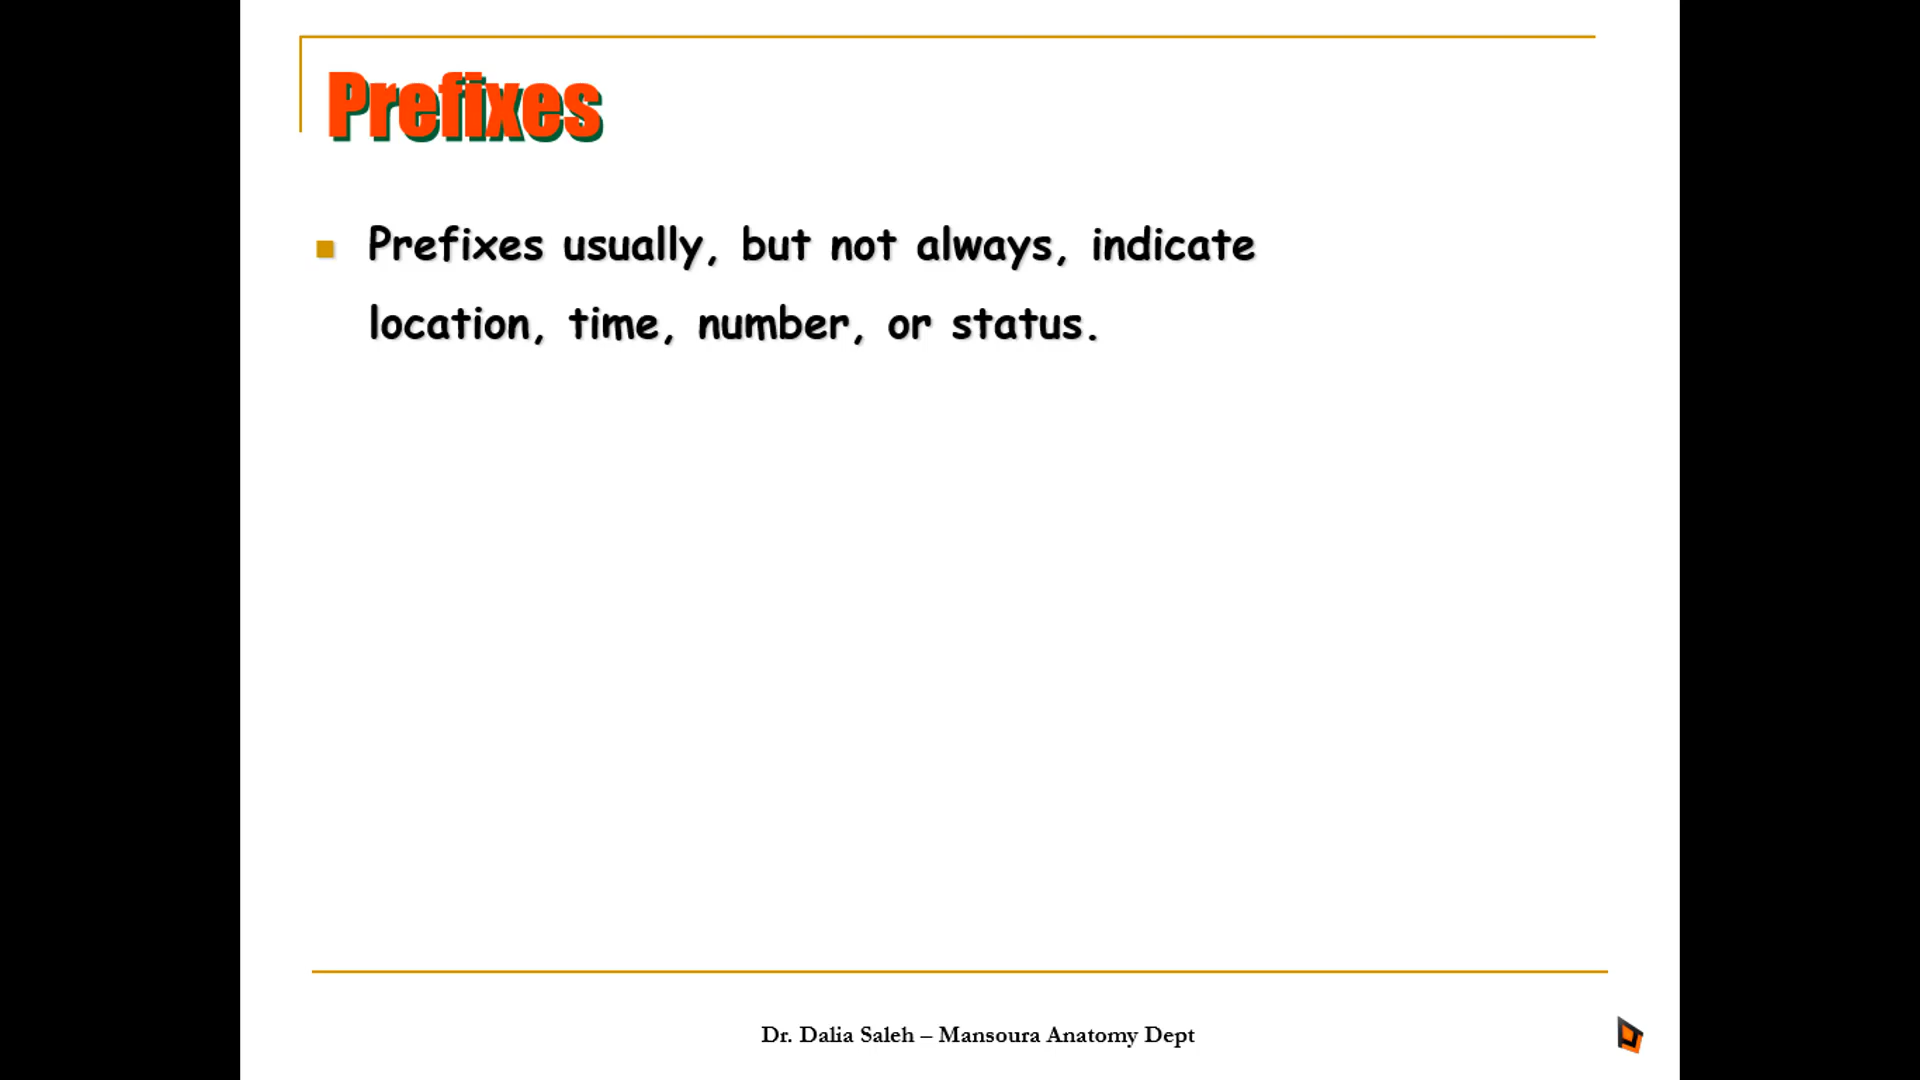 Prefixes
Prefixes usually, but not always, indicate
location, time, number, or status.
Dr. Dalia Saleh – Mansoura Anatomy Dept